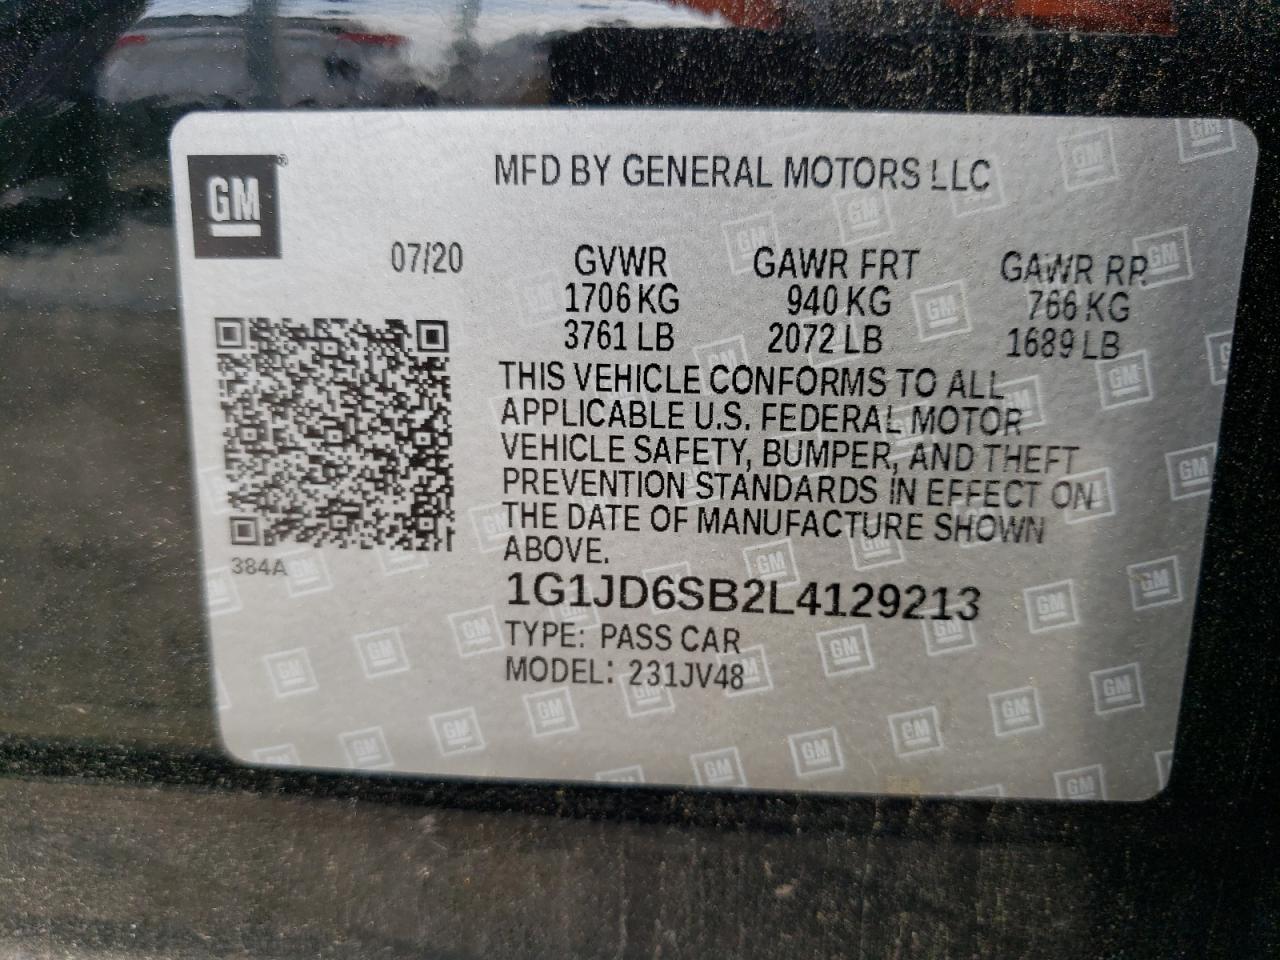 GM
MFD BY GENERAL MOTORS LLC
07/20
GVWR GAWR FRT GAWR RR
1706 KG 940 KG 766 KG
3761 LB 2072 LB 1689 LB
THIS VEHICLE CONFORMS TO ALL
APPLICABLE U.S. FEDERAL MOTOR
VEHICLE SAFETY, BUMPER, AND THEFT
PREVENTION STANDARDS IN EFFECT ON
THE DATE OF MANUFACTURE SHOWN
ABOVE.
384A
1G1JD6SB2L4129213
TYPE: PASS CAR
MODEL: 231JV48